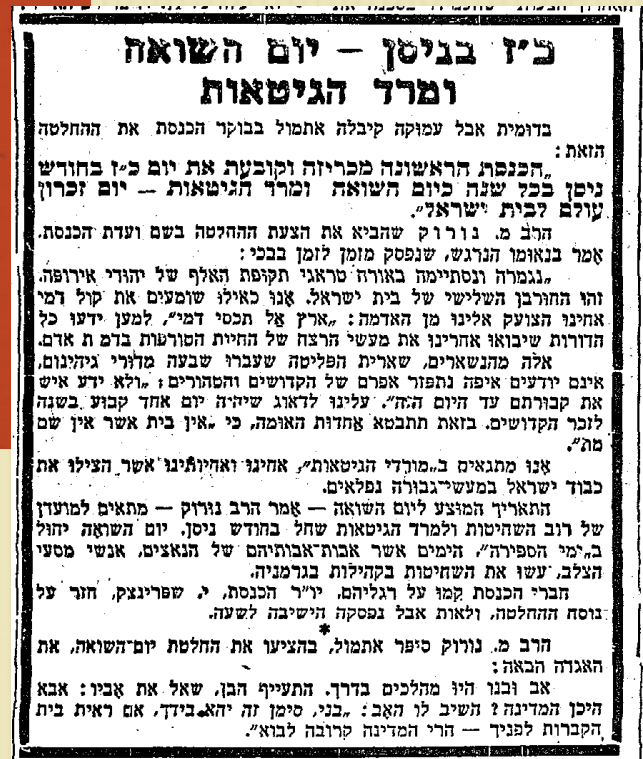 כ״ז בניסן – יום השואה
ומרד הגיטאות
בדומית אבל עמוקה קיבלה אתמול בבוקר הכנסת את ההחלטה
הזאת:
„הכנסת הראשונה מכריזה וקובעת את יום כ״ז בחודש
ניסן בכל שנה כיום השואה ומרד הגיטאות – יום זכרון
עולם לבית ישראל״.
הרב מ. נורוק שהביא את הצעת ההחלטה בשם ועדת הכנסת,
אמר בנאומו הנרגש, שנפסק מזמן לזמן בבכי:
„נגמרה ונסתיימה באורח טראגי תקופת האלף של יהודי אירופה.
זהו החורבן השלישי של בית ישראל. אנו כאילו שומעים את קול דמי
אחינו הצועק אלינו מן האדמה: „ארץ אל תכסי דמי״, למען ידעו כל
הדורות שיבואו אחרינו את מעשי הרצח של החיות הטורפות בדמות אדם.
אלה מהנשארים, שארית הפליטה שעברו שבעה מדורי גיהינום,
אינם יודעים איפה נתפזר אפרם של הקדושים והטהורים: „ולא ידע איש
את קבורתם עד היום הזה״. עלינו לדאוג שיהיה יום אחד קבוע בשנה
לזכר הקדושים. בזאת תתבטא אחדות האומה, כי „אין בית אשר אין שם
מת״.
אנו מתגאים ב„מורדי הגיטאות״, אחינו ואחיותינו אשר הצילו את
כבוד ישראל במעשי־גבורה נפלאים.
התאריך המוצע ליום השואה – אמר הרב נורוק – מתאים למועדן
של רוב השחיטות ולמרד הגיטאות שחל בחודש ניסן. יום השואה יחול
ב„ימי הספירה״, הימים אשר אבות־אבותיהם של הנאצים, אנשי מסעי
הצלב, עשו את השחיטות בקהילות בגרמניה.
חברי הכנסת קמו על רגליהם. יו״ר הכנסת, י. שפרינצק, חזר על
נוסח ההחלטה, ולאות אבל נפסקה הישיבה לשעה.
*
הרב מ. נורוק סיפר אתמול, בהציעו את החלטת יום־השואה, את
האגדה הבאה:
אב ובנו היו מהלכים בדרך. התעייף הבן, שאל את אביו: אבא
היכן המדינה? השיב לו האב: „בני, סימן זה יהא בידך, אם ראית בית
הקברות לפניך – הרי המדינה קרובה לבוא״.